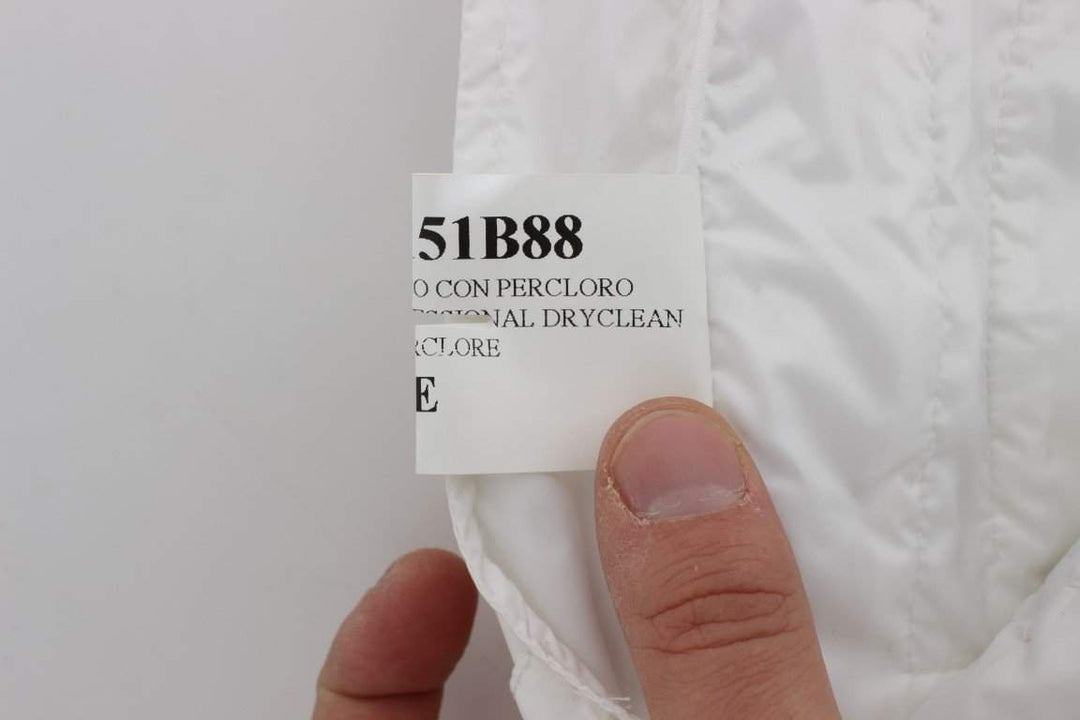 51B88
O CON PERCLORO
ESSIONAL DRYCLEAN
RCLORE
E